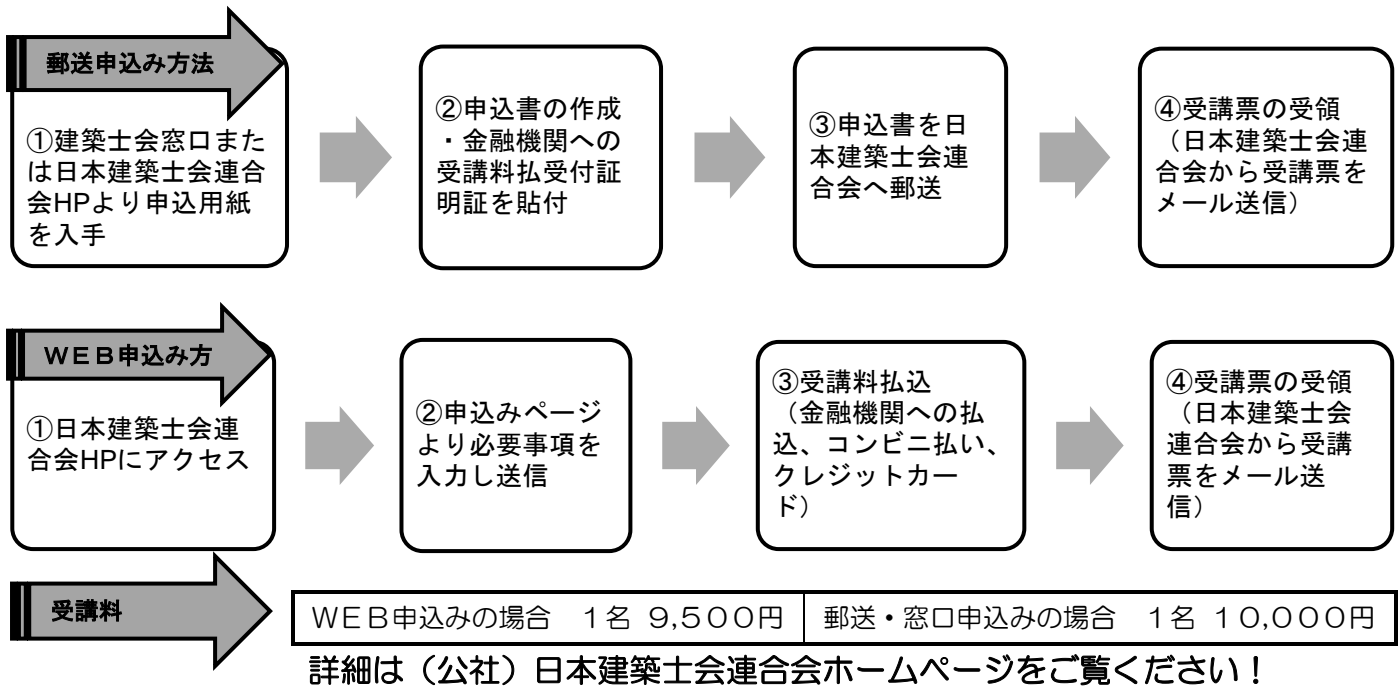 郵送申込み方法
①建築士会窓口また
は日本建築士会連合
会HPより申込用紙
を入手
②申込書の作成
・金融機関への
受講料払受付証
明証を貼付
③申込書を日
本建築士会連
合会へ郵送
④受講票の受領
（日本建築士会連
合会から受講票を
メール送信）
ＷＥＢ申込み方
①日本建築士会連
合会HPにアクセス
②申込みページ
より必要事項を
入力し送信
③受講料払込
（金融機関への払
込、コンビニ払い、
クレジットカー
ド）
④受講票の受領
（日本建築士会
連合会から受講
票をメール送
信）
受講料
ＷＥＢ申込みの場合　１名 ９,５００円
郵送・窓口申込みの場合　１名 １０,０００円
詳細は（公社）日本建築士会連合会ホームページをご覧ください！